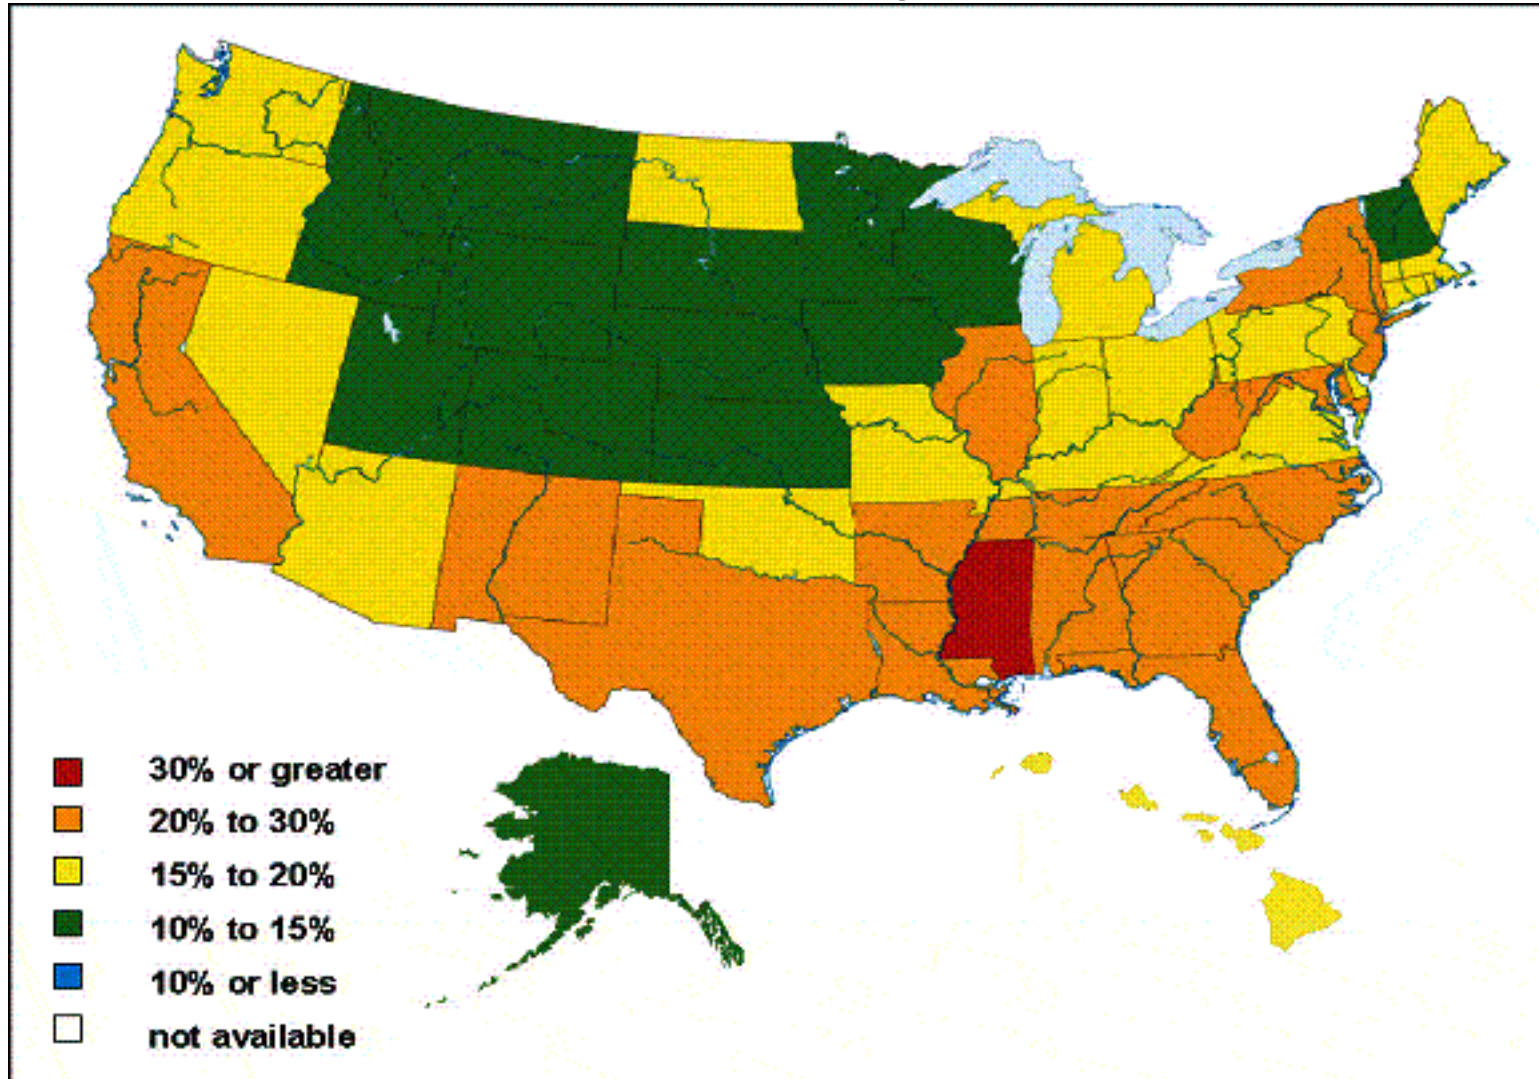 30% or greater
20% to 30%
15% to 20%
10% to 15%
10% or less
not available